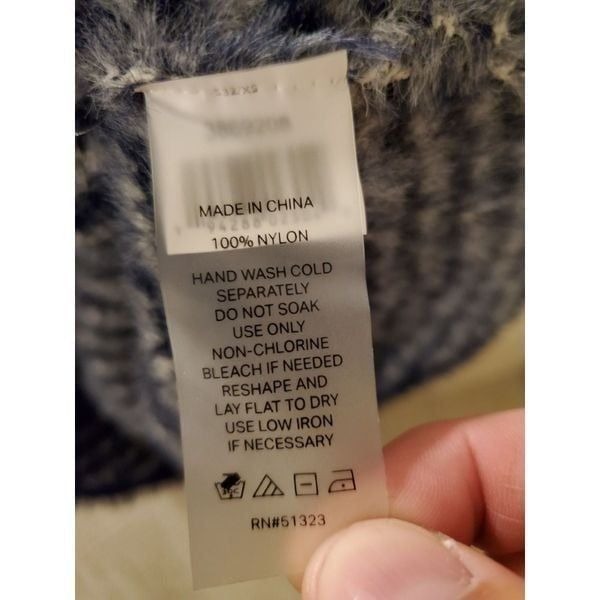 MADE IN CHINA
100% NYLON
HAND WASH COLD
SEPARATELY
DO NOT SOAK
USE ONLY
NON-CHLORINE
BLEACH IF NEEDED
RESHAPE AND
LAY FLAT TO DRY
USE LOW IRON
IF NECESSARY
RN#51323